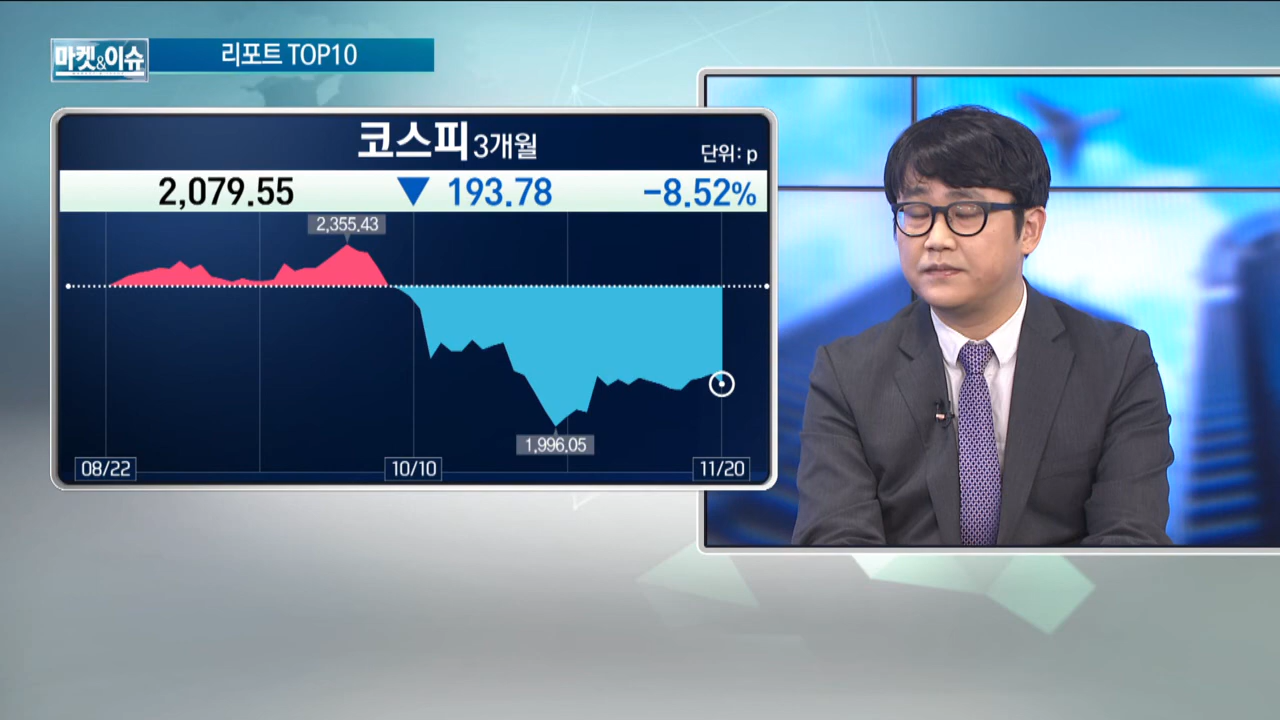 마켓&이슈
리포트 TOP10
코스피 3개월
단위: p
2,079.55 ▼ 193.78 -8.52%
2,355.43
1,996.05
08/22 10/10 11/20